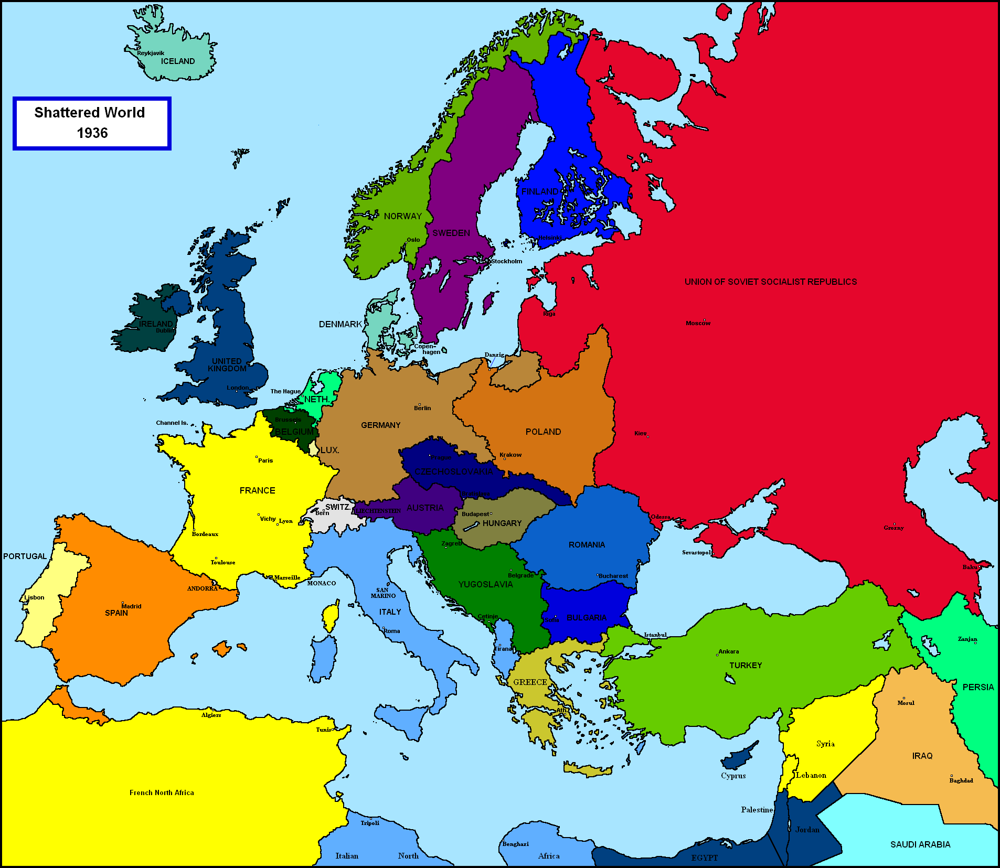 Reykjavik
ICELAND
Shattered World
1936
FINLAND
NORWAY
SWEDEN
Oslo
Helsinki
Stockholm
UNION OF SOVIET SOCIALIST REPUBLICS
Riga
Moscow
IRELAND
Dublin
DENMARK
Copen-
hagen
Danzig
UNITED
KINGDOM
London
The Hague
NETH.
Berlin
Brussels
BELGIUM
GERMANY
POLAND
Channel Is.
Kiev
LUX.
Paris
Prague
Krakow
CZECHOSLOVAKIA
FRANCE
Bratislava
SWITZ.
Bern
LIECHTENSTEIN
AUSTRIA
Budapest
HUNGARY
Vichy
Lyon
Bordeaux
Odessa
Grozny
Zagreb
ROMANIA
Sevastopol
PORTUGAL
Toulouse
Baku
Marseille
MONACO
Belgrade
Bucharest
YUGOSLAVIA
ANDORRA
SAN
MARINO
Lisbon
Madrid
SPAIN
ITALY
Cetinje
Sofia
BULGARIA
Roma
Istanbul
Zanjan
Tirana
Ankara
TURKEY
GREECE
PERSIA
Mosul
Ath.
Algiers
Tunis
Syria
IRAQ
Cyprus
Lebanon
Baghdad
French North Africa
Palestine
Tripoli
Jordan
Benghazi
SAUDI ARABIA
Italian
North
Africa
EGYPT